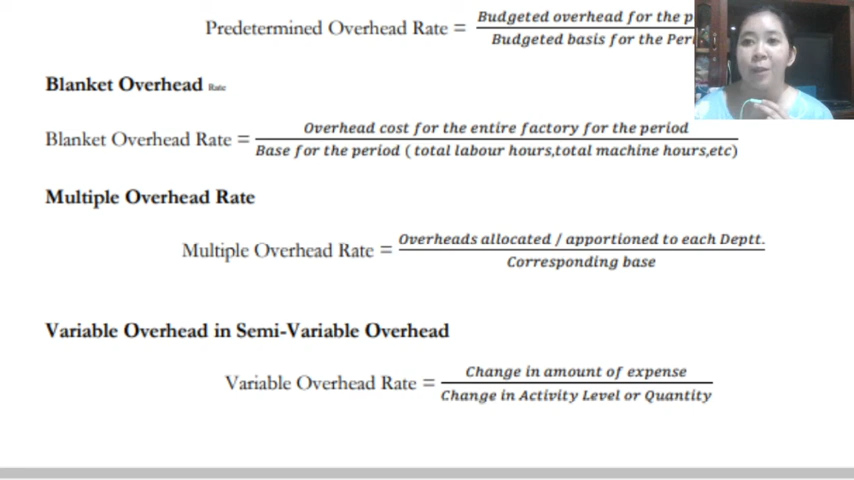 Predetermined Overhead Rate = Budgeted overhead for the
Budgeted basis for the
Blanket Overhead Rate
Blanket Overhead Rate = Overhead cost for the entire factory for the period
Base for the period ( total labour hours,total machine hours,etc)
Multiple Overhead Rate
Multiple Overhead Rate = Overheads allocated / apportioned to each Deptt.
Corresponding base
Variable Overhead in Semi-Variable Overhead
Variable Overhead Rate = Change in amount of expense
Change in Activity Level or Quantity